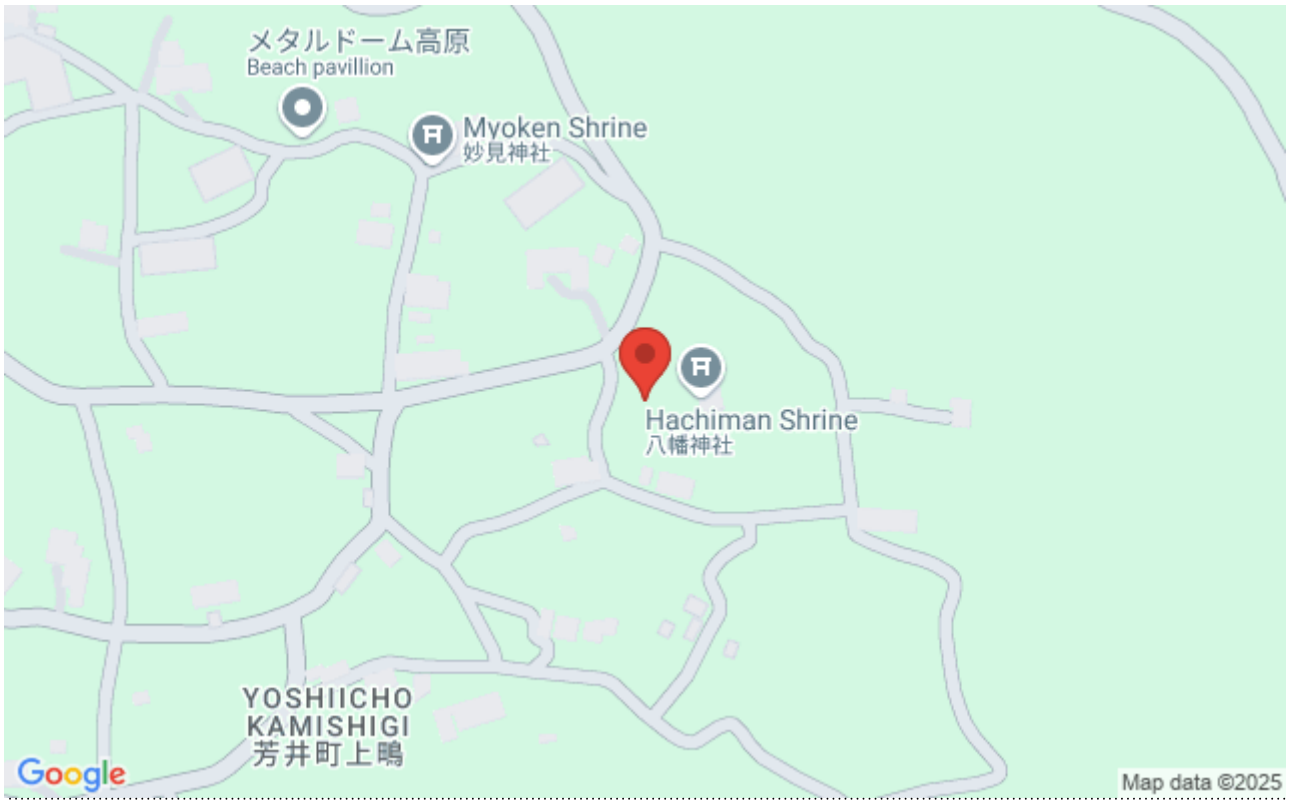 メタルドーム高原
Beach pavillion
Myoken Shrine
妙見神社
Hachiman Shrine
八幡神社
YOSHIICHO
KAMISHIGI
芳井町上鴫
Google
Map data ©2025